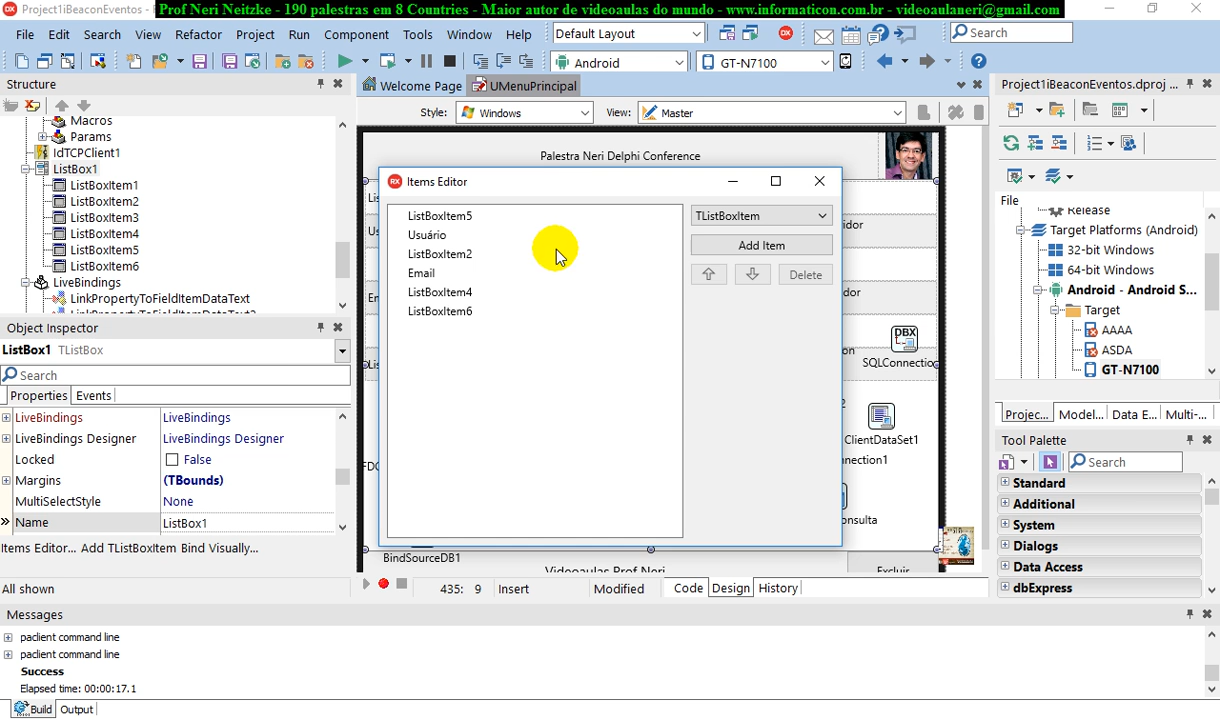 Project1iBeaconEventos -
Prof Neri Neitzke - 190 palestras em 8 Countries - Maior autor de videoaulas do mundo - www.informaticon.com.br - videoaulaneri@gmail.com
File Edit Search View Refactor Project Run Component Tools Window Help
Default Layout
Search
Android
GT-N7100
Structure
Macros
Params
IdTCPClient1
ListBox1
ListBoxItem1
ListBoxItem2
ListBoxItem3
ListBoxItem4
ListBoxItem5
ListBoxItem6
LiveBindings
LinkPropertyToFieldItemDataText
LinkPropertyToFieldItemDataText2
Object Inspector
ListBox1 TListBox
Search
Properties Events
LiveBindings LiveBindings
LiveBindings Designer LiveBindings Designer
Locked False
Margins (TBounds)
MultiSelectStyle None
Name ListBox1
Items Editor... Add TListBoxItem Bind Visually...
All shown
Welcome Page UMenuPrincipal
Style: Windows View: Master
Palestra Neri Delphi Conference
Items Editor
ListBoxItem5
Usuário
ListBoxItem2
Email
ListBoxItem4
ListBoxItem6
TListBoxItem
Add Item
Delete
DBX
SQLConnectio
ClientDataSet1
nection1
onsulta
BindSourceDB1
Videoaulas Prof Neri
Excluir
435: 9 Insert Modified Code Design History
Project1iBeaconEventos.dproj ...
File
Release
Target Platforms (Android)
32-bit Windows
64-bit Windows
Android - Android S...
Target
AAAA
ASDA
GT-N7100
Projec... Model... Data E... Multi-...
Tool Palette
Search
Standard
Additional
System
Dialogs
Data Access
dbExpress
Messages
paclient command line
paclient command line
Success
Elapsed time: 00:00:17.1
Build Output